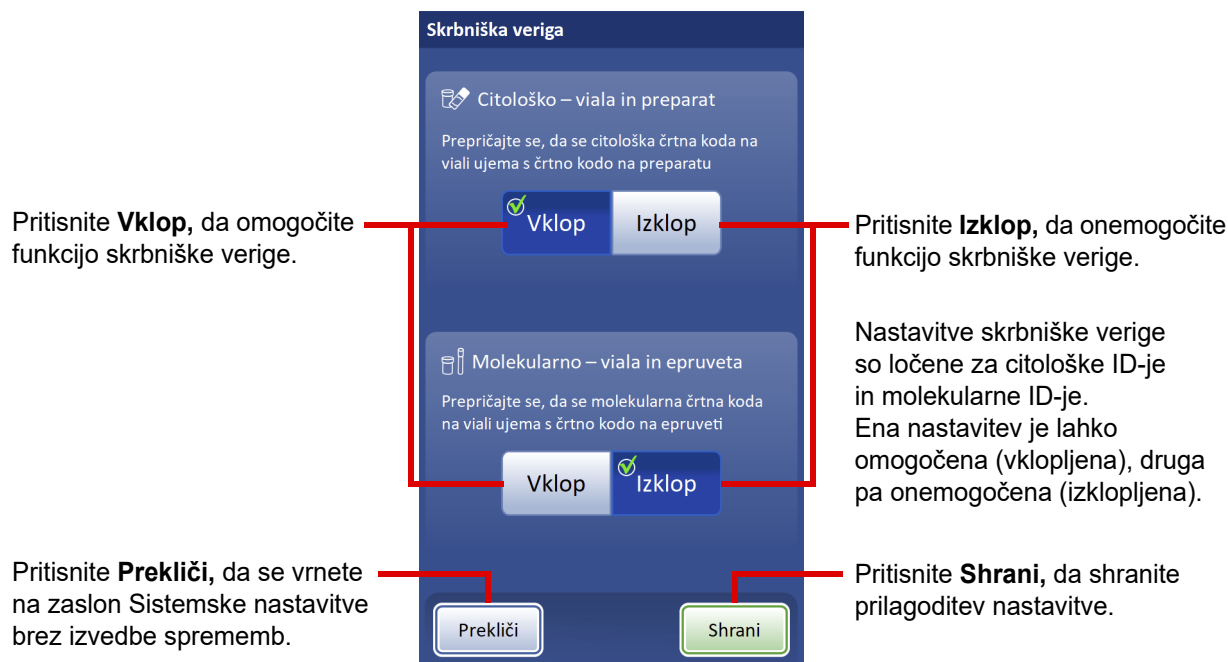 Skrbniška veriga
Citološko – viala in preparat
Prepričajte se, da se citološka črtna koda na
viali ujema s črtno kodo na preparatu
Vklop Izklop
Pritisnite Vklop, da omogočite
funkcijo skrbniške verige.
Pritisnite Izklop, da onemogočite
funkcijo skrbniške verige.
Nastavitve skrbniške verige
so ločene za citološke ID-je
in molekularne ID-je.
Ena nastavitev je lahko
omogočena (vklopljena), druga
pa onemogočena (izklopljena).
Molekularno – viala in epruveta
Prepričajte se, da se molekularna črtna koda
na viali ujema s črtno kodo na epruveti
Vklop Izklop
Pritisnite Prekliči, da se vrnete
na zaslon Sistemske nastavitve
brez izvedbe sprememb.
Prekliči Shrani
Pritisnite Shrani, da shranite
prilagoditev nastavitve.